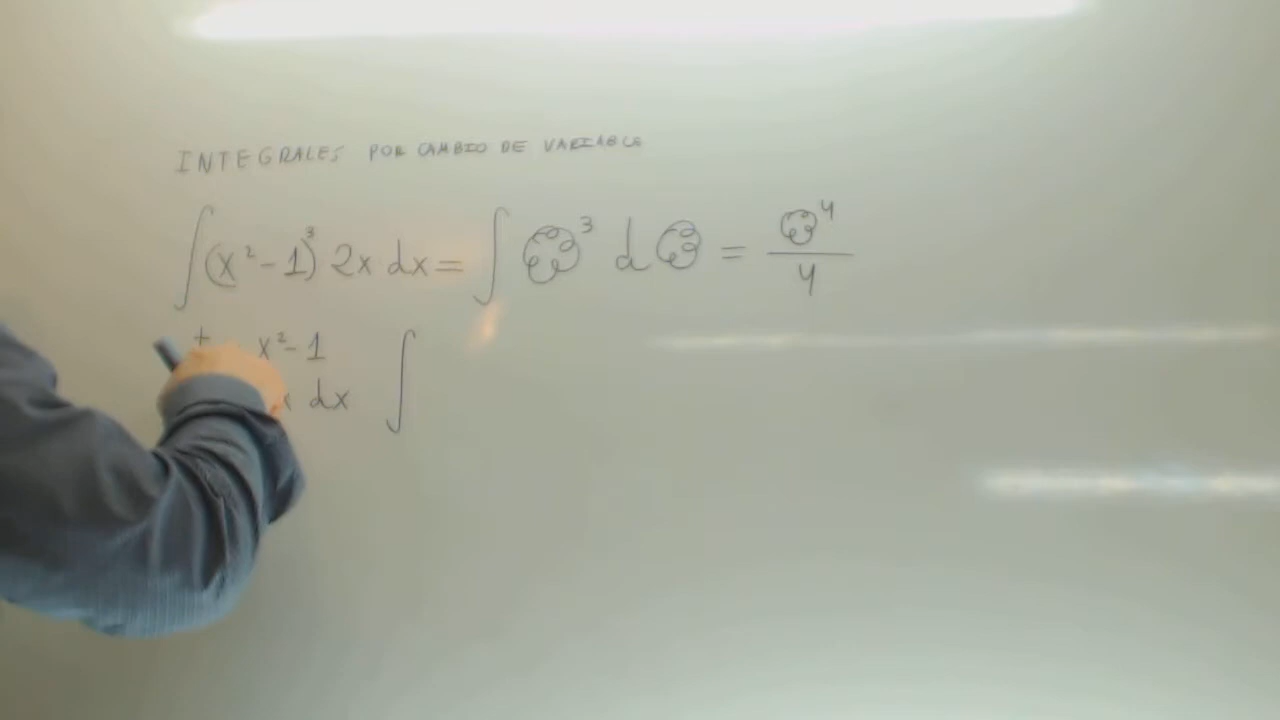 INTEGRALES POR CAMBIO DE VARIABLE
∫(x²-1)³ 2x dx = ∫ ³ d = ⁴/4
t x²-1 ∫
dx